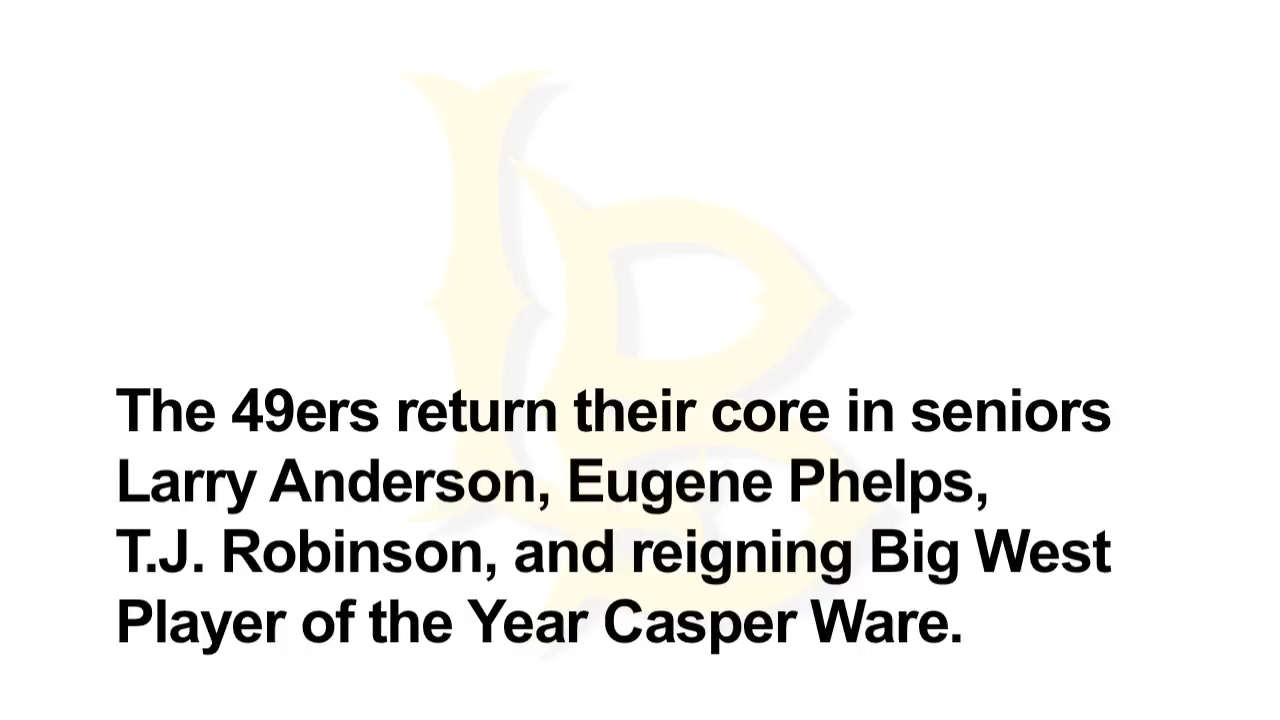 The 49ers return their core in seniors
Larry Anderson, Eugene Phelps,
T.J. Robinson, and reigning Big West
Player of the Year Casper Ware.